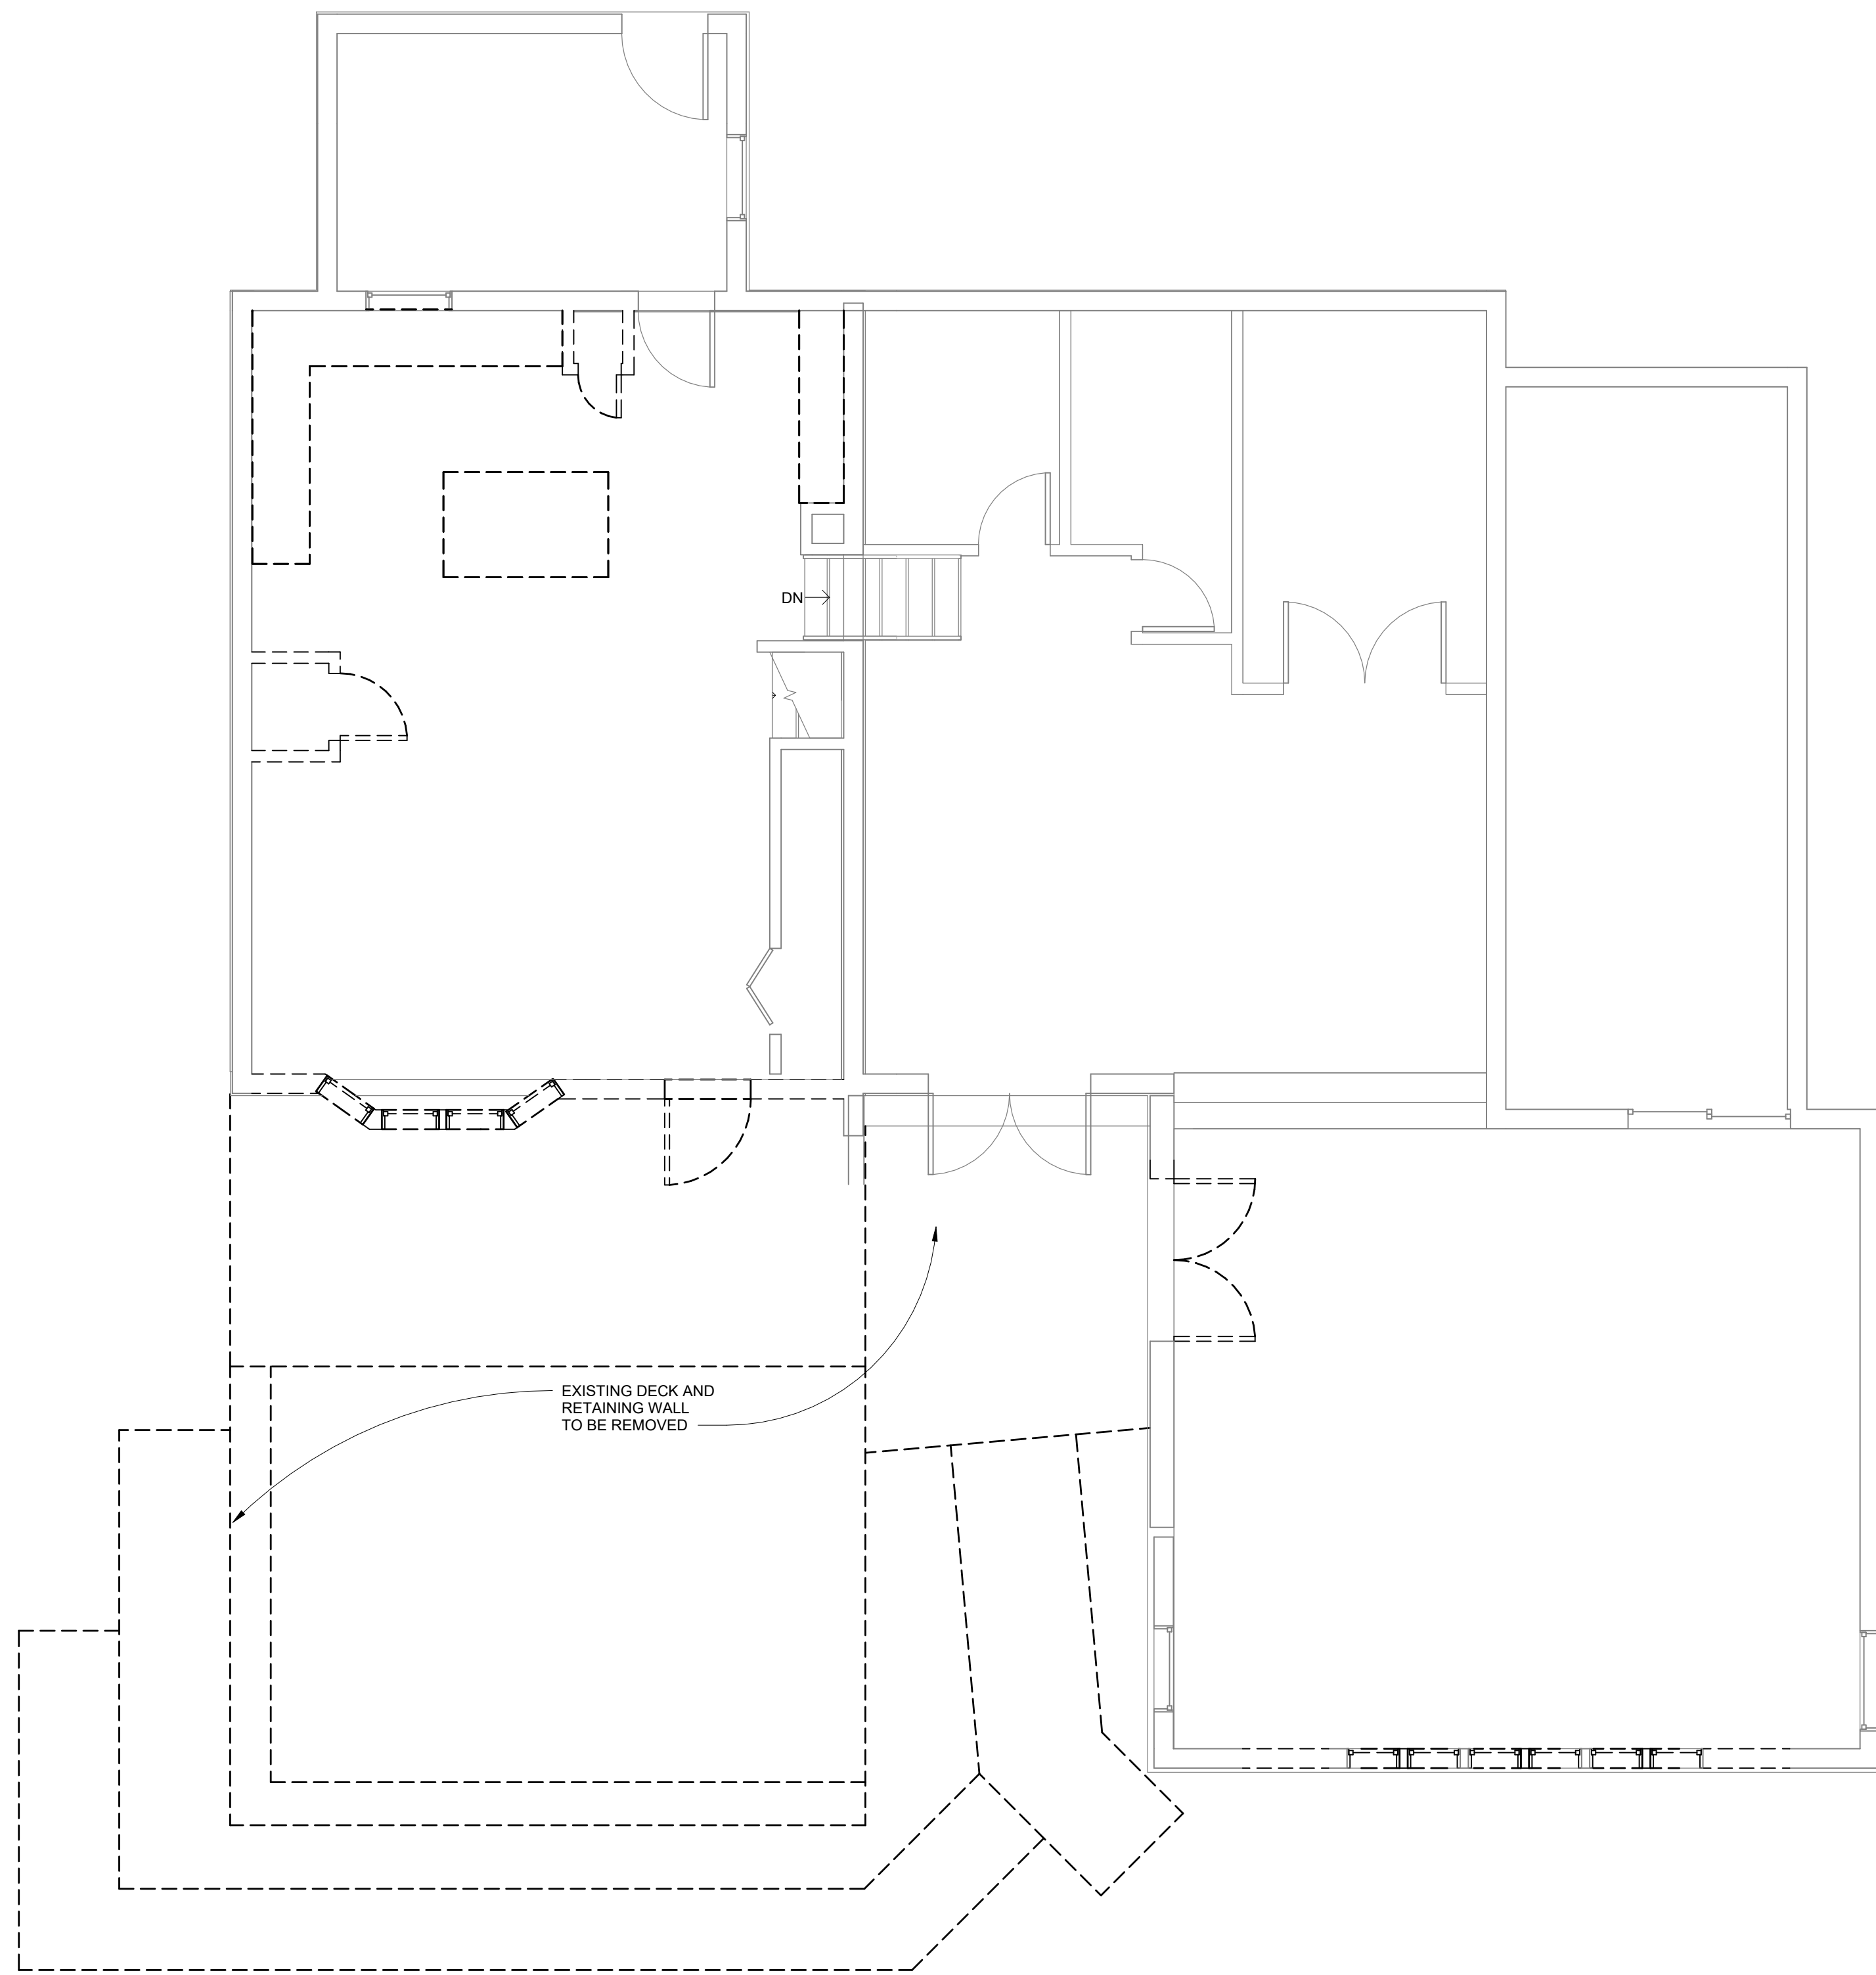 DN
EXISTING DECK AND
RETAINING WALL
TO BE REMOVED